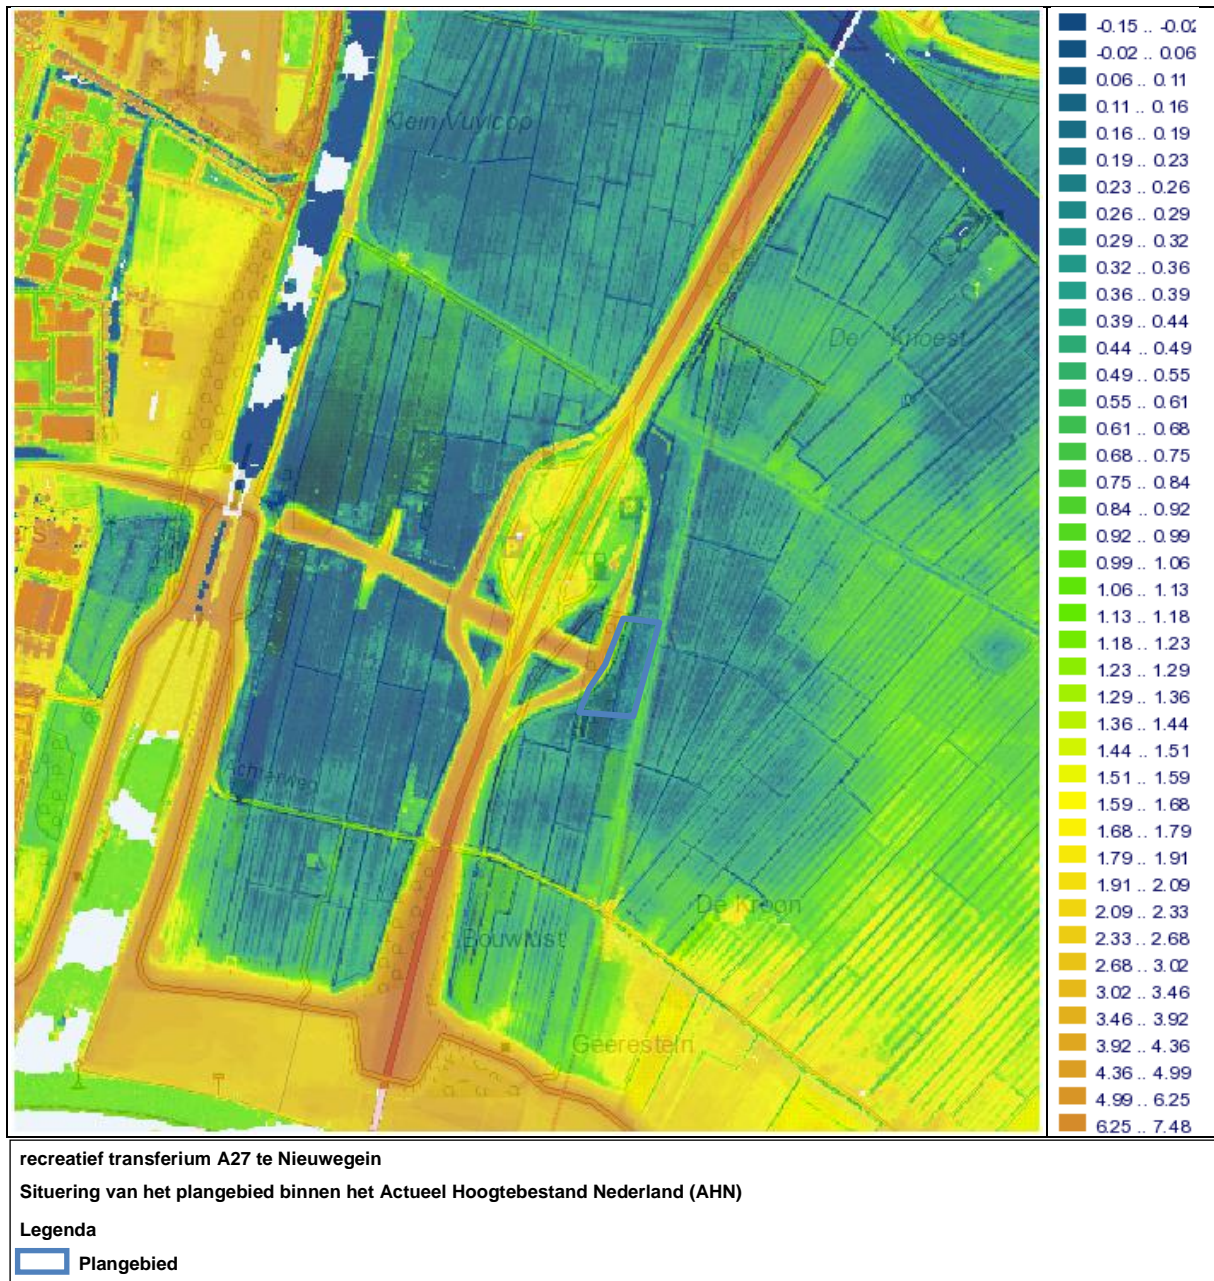 Klein Vuylcop
De Knoest
Achterweg
De Kroon
Bouwlust
Geerestein
-0.15 .. -0.02
-0.02 .. 0.06
0.06 .. 0.11
0.11 .. 0.16
0.16 .. 0.19
0.19 .. 0.23
0.23 .. 0.26
0.26 .. 0.29
0.29 .. 0.32
0.32 .. 0.36
0.36 .. 0.39
0.39 .. 0.44
0.44 .. 0.49
0.49 .. 0.55
0.55 .. 0.61
0.61 .. 0.68
0.68 .. 0.75
0.75 .. 0.84
0.84 .. 0.92
0.92 .. 0.99
0.99 .. 1.06
1.06 .. 1.13
1.13 .. 1.18
1.18 .. 1.23
1.23 .. 1.29
1.29 .. 1.36
1.36 .. 1.44
1.44 .. 1.51
1.51 .. 1.59
1.59 .. 1.68
1.68 .. 1.79
1.79 .. 1.91
1.91 .. 2.09
2.09 .. 2.33
2.33 .. 2.68
2.68 .. 3.02
3.02 .. 3.46
3.46 .. 3.92
3.92 .. 4.36
4.36 .. 4.99
4.99 .. 6.25
6.25 .. 7.48
recreatief transferium A27 te Nieuwegein
Situering van het plangebied binnen het Actueel Hoogtebestand Nederland (AHN)
Legenda
Plangebied